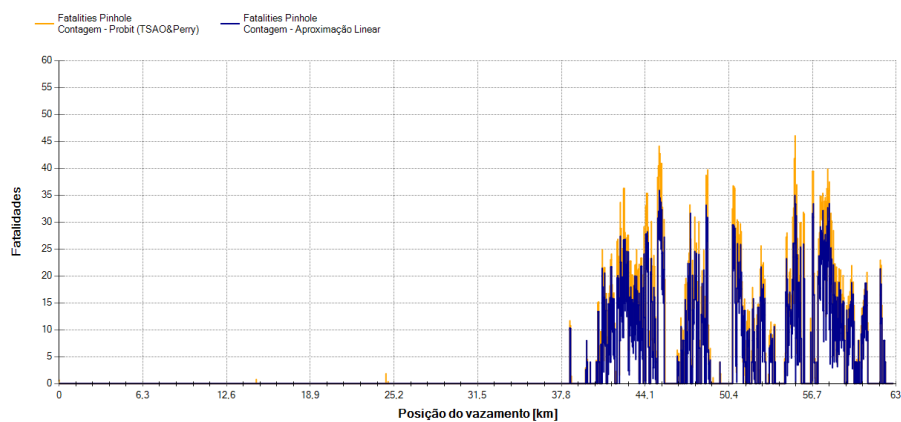 Fatalities Pinhole
Contagem - Probit (TSAO&Perry)
Fatalities Pinhole
Contagem - Aproximação Linear
60
55
50
45
40
35
30
25
20
15
10
5
0
Fatalidades
0 6.3 12.6 18.9 25.2 31.5 37.8 44.1 50.4 56.7 63
Posição do vazamento [km]